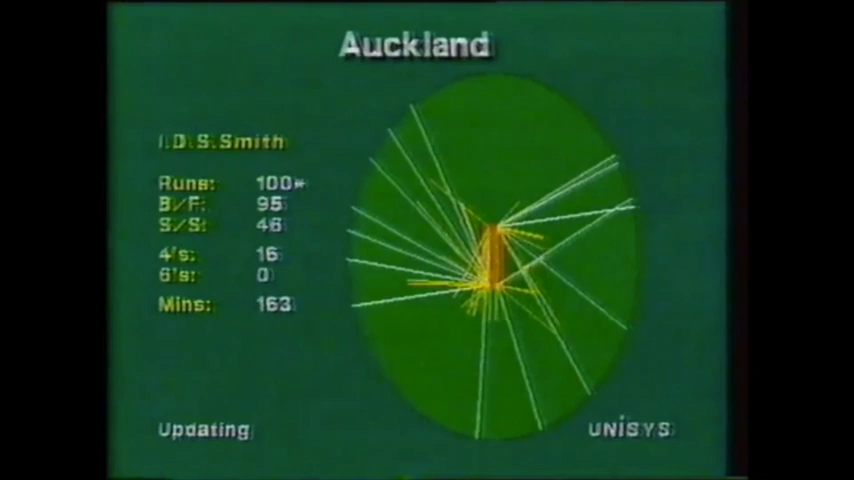 Auckland
I.D.S.Smith
Runs: 100*
B/F: 95
S/S: 46
4's: 16
6's: 0
Mins: 163
Updating
UNiSYS